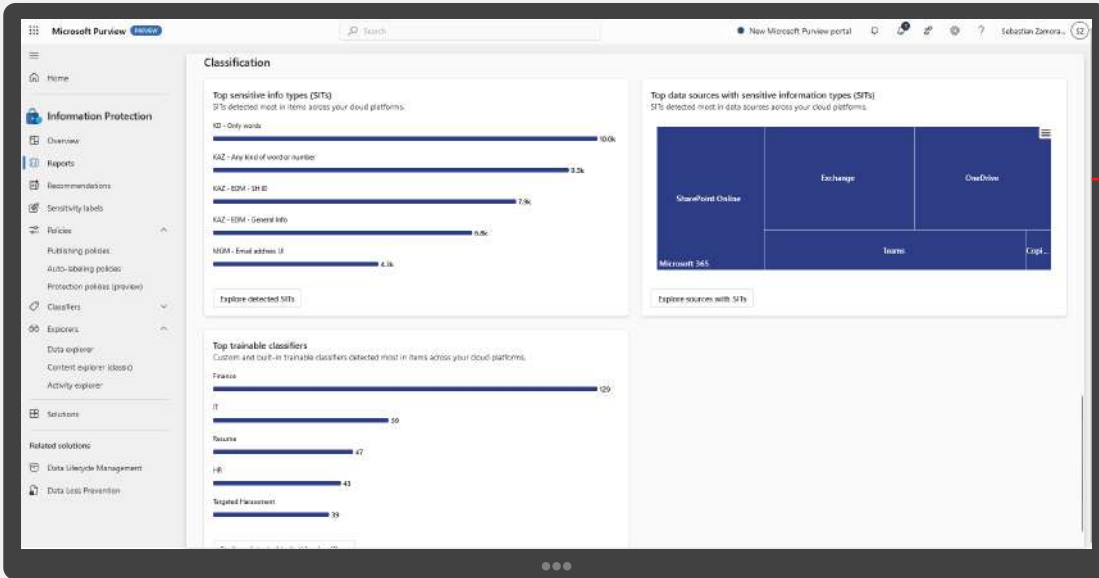 Microsoft Purview PREVIEW
Search
New Microsoft Purview portal
?
Sebastian Zamora...
SZ
Home
Information Protection
Overview
Reports
Recommendations
Sensitivity labels
Policies
Publishing policies
Auto-labeling policies
Protection policies (preview)
Classifiers
Explorers
Data explorer
Content explorer (classic)
Activity explorer
Solutions
Related solutions
Data Lifecycle Management
Data Loss Prevention
Classification
Top sensitive info types (SITs)
SITs detected most in items across your cloud platforms.
KD - Only words
10.0k
KAZ - Any kind of word or number
KAZ - EDM - SH ID
7.9k
KAZ - EDM - General Info
6.8k
MGM - Email address UI
4.3k
Explore detected SITs
Top data sources with sensitive information types (SITs)
SITs detected most in data sources across your cloud platforms.
SharePoint Online
Exchange
OneDrive
Teams
Copi...
Microsoft 365
Explore sources with SITs
Top trainable classifiers
Custom and built-in trainable classifiers detected most in items across your cloud platforms.
Finance
129
IT
59
Resume
47
HR
43
Targeted Harassment
39